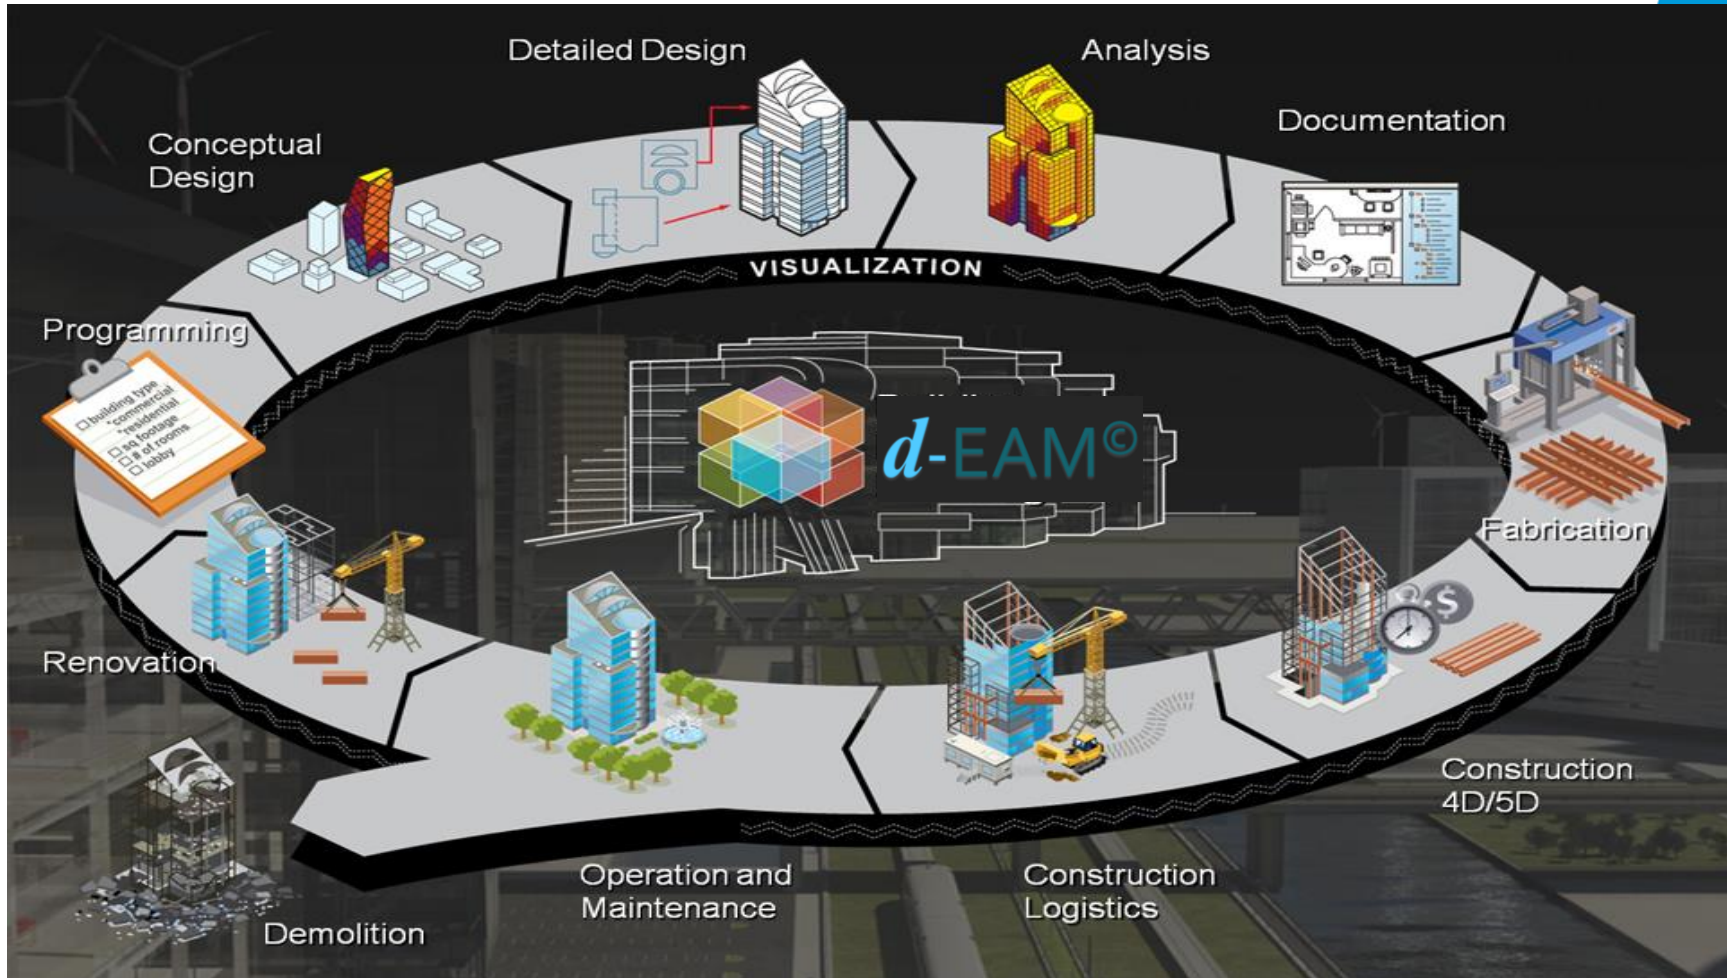 Detailed Design
Analysis
Documentation
Conceptual
Design
VISUALIZATION
Programming
building type
*commercial
*residential
sq footage
# of rooms
lobby
d-EAM©
Fabrication
$
Renovation
Construction
4D/5D
Operation and
Maintenance
Construction
Logistics
Demolition